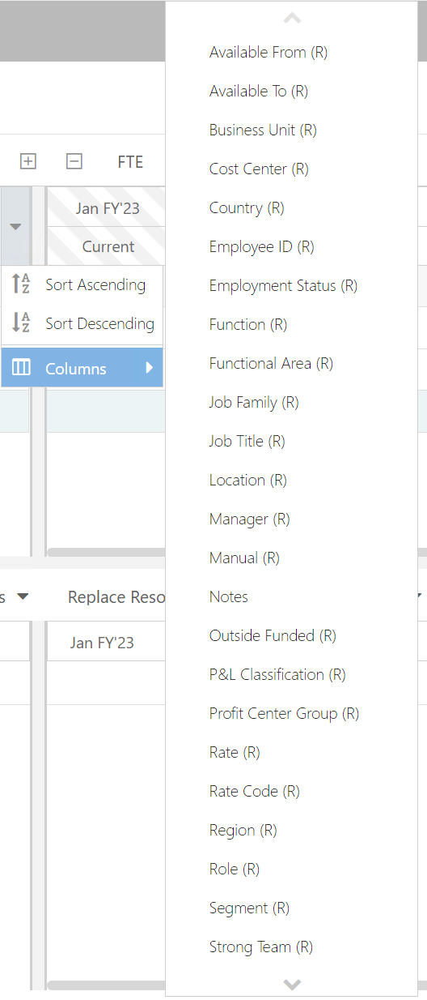 FTE
Jan FY'23
Current
Sort Ascending
Sort Descending
Columns
Available From (R)
Available To (R)
Business Unit (R)
Cost Center (R)
Country (R)
Employee ID (R)
Employment Status (R)
Function (R)
Functional Area (R)
Job Family (R)
Job Title (R)
Location (R)
Manager (R)
Manual (R)
Notes
Outside Funded (R)
P&L Classification (R)
Profit Center Group (R)
Rate (R)
Rate Code (R)
Region (R)
Role (R)
Segment (R)
Strong Team (R)
s
Replace Reso
Jan FY'23